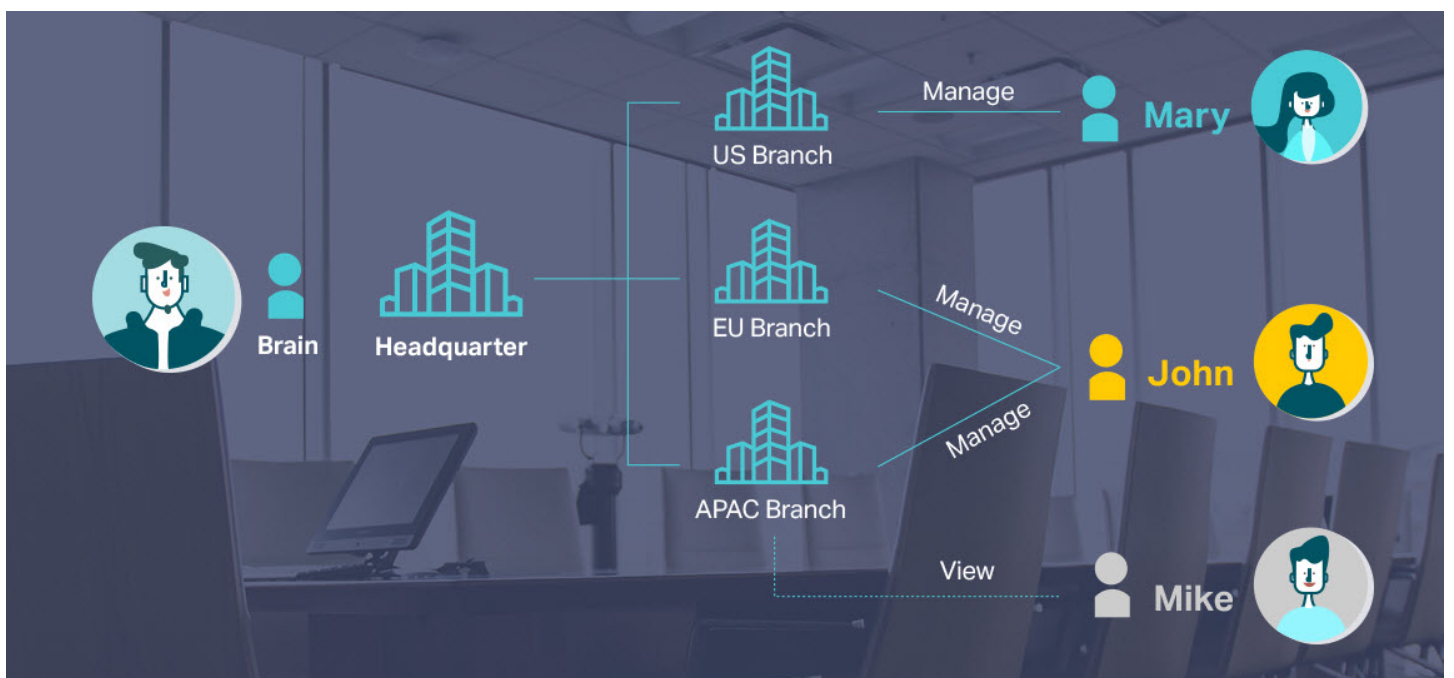 US Branch
Manage
Mary
Brain
Headquarter
EU Branch
Manage
John
Manage
APAC Branch
View
Mike